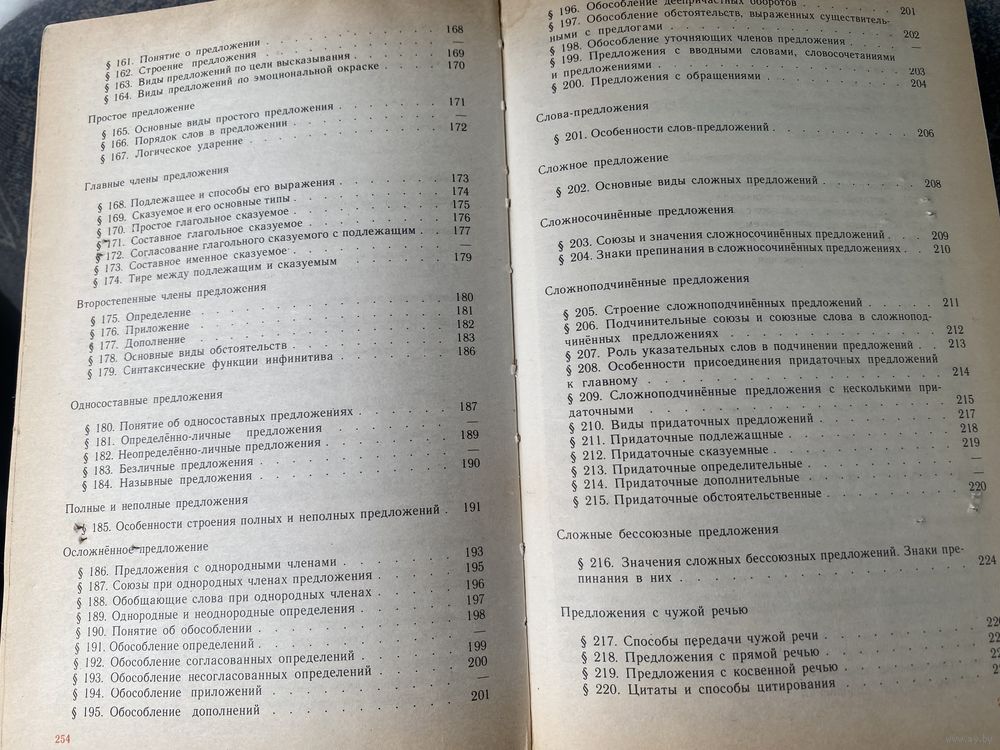 168
§ 161. Понятие о предложении . . . . . . . . . —
§ 162. Строение предложения . . . . . . . . . 169
§ 163. Виды предложений по цели высказывания . . . . 170
§ 164. Виды предложений по эмоциональной окраске . . . .
Простое предложение
§ 165. Основные виды простого предложения . . . . . 171
§ 166. Порядок слов в предложении . . . . . . . —
§ 167. Логическое ударение . . . . . . . . . 172
Главные члены предложения
§ 168. Подлежащее и способы его выражения . . . . . 173
§ 169. Сказуемое и его основные типы . . . . . . . 174
§ 170. Простое глагольное сказуемое . . . . . . . 175
§ 171. Составное глагольное сказуемое . . . . . . . 176
§ 172. Согласование глагольного сказуемого с подлежащим . . 177
§ 173. Составное именное сказуемое . . . . . . . —
§ 174. Тире между подлежащим и сказуемым . . . . . 179
Второстепенные члены предложения
§ 175. Определение . . . . . . . . . . . 180
§ 176. Приложение . . . . . . . . . . . 181
§ 177. Дополнение . . . . . . . . . . . 182
§ 178. Основные виды обстоятельств . . . . . . . 183
§ 179. Синтаксические функции инфинитива . . . . . 186
Односоставные предложения
§ 180. Понятие об односоставных предложениях . . . . . 187
§ 181. Определённо-личные предложения . . . . . . —
§ 182. Неопределённо-личные предложения . . . . . . 189
§ 183. Безличные предложения . . . . . . . . . —
§ 184. Назывные предложения . . . . . . . . . 190
Полные и неполные предложения
§ 185. Особенности строения полных и неполных предложений . 191
Осложнённое предложение
§ 186. Предложения с однородными членами . . . . . . 193
§ 187. Союзы при однородных членах предложения . . . . 195
§ 188. Обобщающие слова при однородных членах . . . . 196
§ 189. Однородные и неоднородные определения . . . . . 197
§ 190. Понятие об обособлении . . . . . . . . . 198
§ 191. Обособление определений . . . . . . . . . —
§ 192. Обособление согласованных определений . . . . . 199
§ 193. Обособление несогласованных определений . . . . 200
§ 194. Обособление приложений . . . . . . . . . —
§ 195. Обособление дополнений . . . . . . . . . 201
254
§ 196. Обособление деепричастных оборотов . . . . . 201
§ 197. Обособление обстоятельств, выраженных существитель-
ными с предлогами . . . . . . . . . . . 202
§ 198. Обособление уточняющих членов предложения . . . —
§ 199. Предложения с вводными словами, словосочетаниями
и предложениями . . . . . . . . . . . 203
§ 200. Предложения с обращениями . . . . . . . 204
Слова-предложения
§ 201. Особенности слов-предложений . . . . . . . 206
Сложное предложение
§ 202. Основные виды сложных предложений . . . . . 208
Сложносочинённые предложения
§ 203. Союзы и значения сложносочинённых предложений . . . 209
§ 204. Знаки препинания в сложносочинённых предложениях . . 210
Сложноподчинённые предложения
§ 205. Строение сложноподчинённых предложений . . . . 211
§ 206. Подчинительные союзы и союзные слова в сложнопод-
чинённых предложениях . . . . . . . . . 212
§ 207. Роль указательных слов в подчинении предложений . . 213
§ 208. Особенности присоединения придаточных предложений
к главному . . . . . . . . . . . . . 214
§ 209. Сложноподчинённые предложения с несколькими при-
даточными . . . . . . . . . . . . . 215
§ 210. Виды придаточных предложений . . . . . . . 217
§ 211. Придаточные подлежащные . . . . . . . . 218
§ 212. Придаточные сказуемные . . . . . . . . . 219
§ 213. Придаточные определительные . . . . . . . —
§ 214. Придаточные дополнительные . . . . . . . —
§ 215. Придаточные обстоятельственные . . . . . . . 220
Сложные бессоюзные предложения
§ 216. Значения сложных бессоюзных предложений. Знаки пре-
пинания в них . . . . . . . . . . . . 224
Предложения с чужой речью
§ 217. Способы передачи чужой речи . . . . . . .
§ 218. Предложения с прямой речью . . . . . . .
§ 219. Предложения с косвенной речью . . . . . . .
§ 220. Цитаты и способы цитирования . . . . . . .
www.ay.by